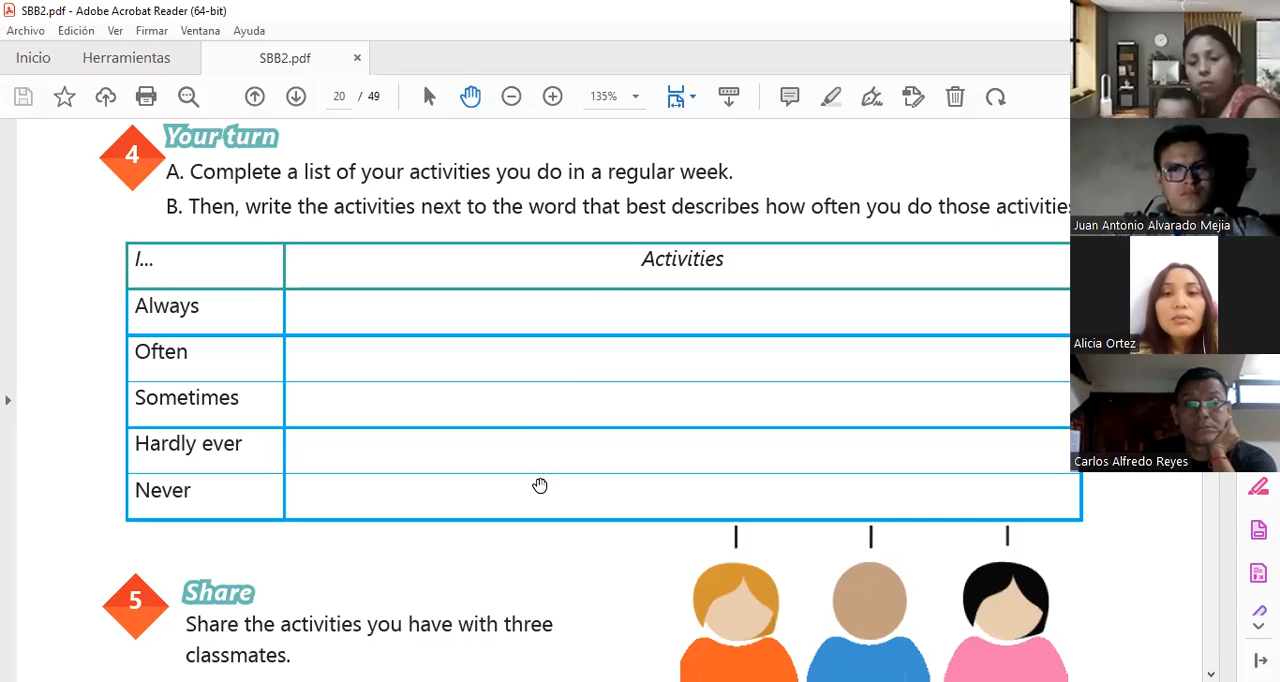 SBB2.pdf - Adobe Acrobat Reader (64-bit)
Archivo Edición Ver Firmar Ventana Ayuda
Inicio Herramientas SBB2.pdf ×
20 / 49 135%
4 Your turn
A. Complete a list of your activities you do in a regular week.
B. Then, write the activities next to the word that best describes how often you do those activities
I... Activities
Always
Often
Sometimes
Hardly ever
Never
5 Share
Share the activities you have with three
classmates.
Juan Antonio Alvarado Mejia
Alicia Ortez
Carlos Alfredo Reyes